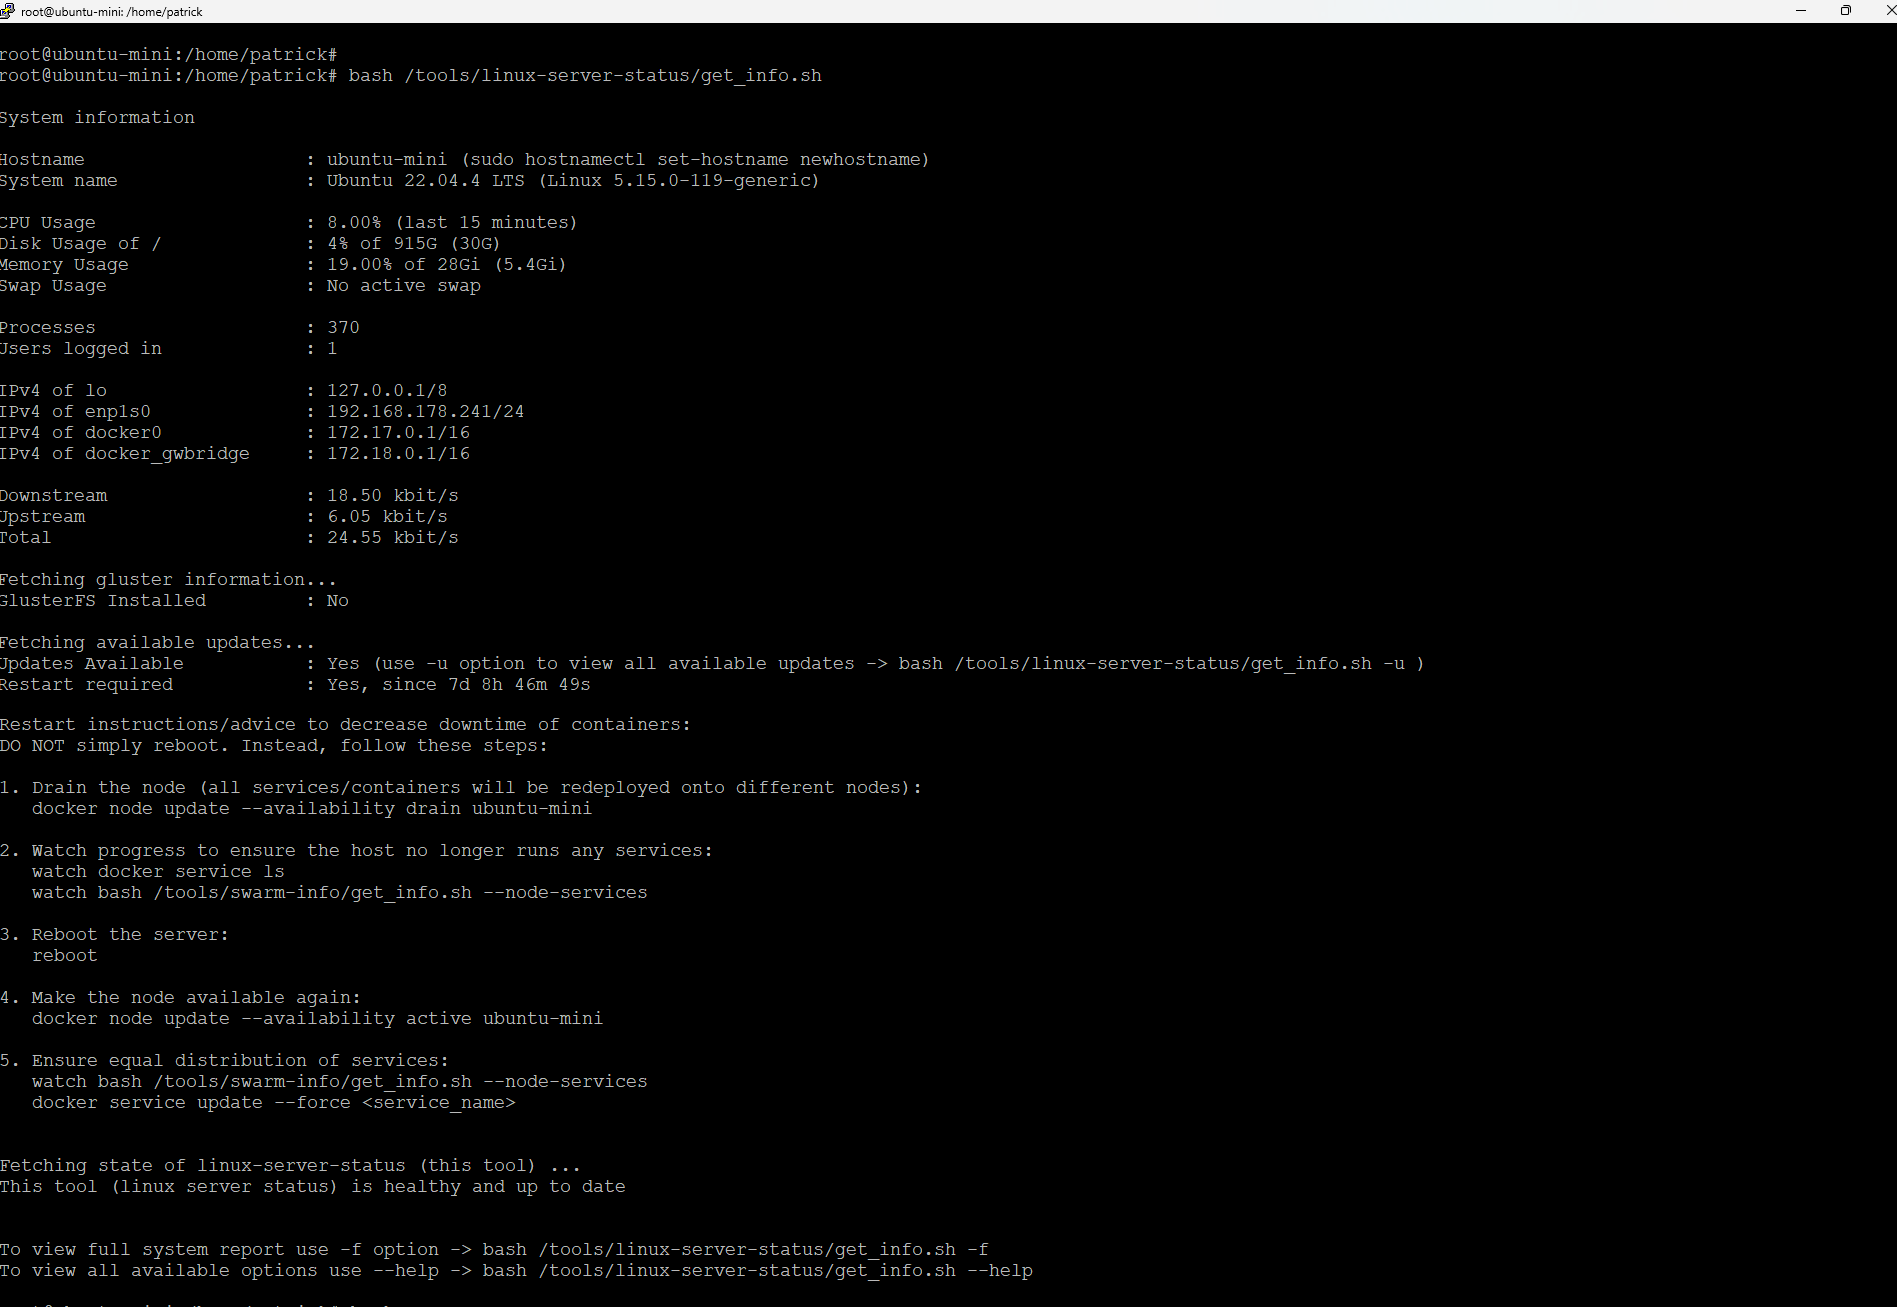 root@ubuntu-mini: /home/patrick
root@ubuntu-mini:/home/patrick#
root@ubuntu-mini:/home/patrick# bash /tools/linux-server-status/get_info.sh
System information
Hostname : ubuntu-mini (sudo hostnamectl set-hostname newhostname)
System name : Ubuntu 22.04.4 LTS (Linux 5.15.0-119-generic)
CPU Usage : 8.00% (last 15 minutes)
Disk Usage of / : 4% of 915G (30G)
Memory Usage : 19.00% of 28Gi (5.4Gi)
Swap Usage : No active swap
Processes : 370
Users logged in : 1
IPv4 of lo : 127.0.0.1/8
IPv4 of enp1s0 : 192.168.178.241/24
IPv4 of docker0 : 172.17.0.1/16
IPv4 of docker_gwbridge : 172.18.0.1/16
Downstream : 18.50 kbit/s
Upstream : 6.05 kbit/s
Total : 24.55 kbit/s
Fetching gluster information...
GlusterFS Installed : No
Fetching available updates...
Updates Available : Yes (use -u option to view all available updates -> bash /tools/linux-server-status/get_info.sh -u )
Restart required : Yes, since 7d 8h 46m 49s
Restart instructions/advice to decrease downtime of containers:
DO NOT simply reboot. Instead, follow these steps:
1. Drain the node (all services/containers will be redeployed onto different nodes):
docker node update --availability drain ubuntu-mini
2. Watch progress to ensure the host no longer runs any services:
watch docker service ls
watch bash /tools/swarm-info/get_info.sh --node-services
3. Reboot the server:
reboot
4. Make the node available again:
docker node update --availability active ubuntu-mini
5. Ensure equal distribution of services:
watch bash /tools/swarm-info/get_info.sh --node-services
docker service update --force <service_name>
Fetching state of linux-server-status (this tool) ...
This tool (linux server status) is healthy and up to date
To view full system report use -f option -> bash /tools/linux-server-status/get_info.sh -f
To view all available options use --help -> bash /tools/linux-server-status/get_info.sh --help